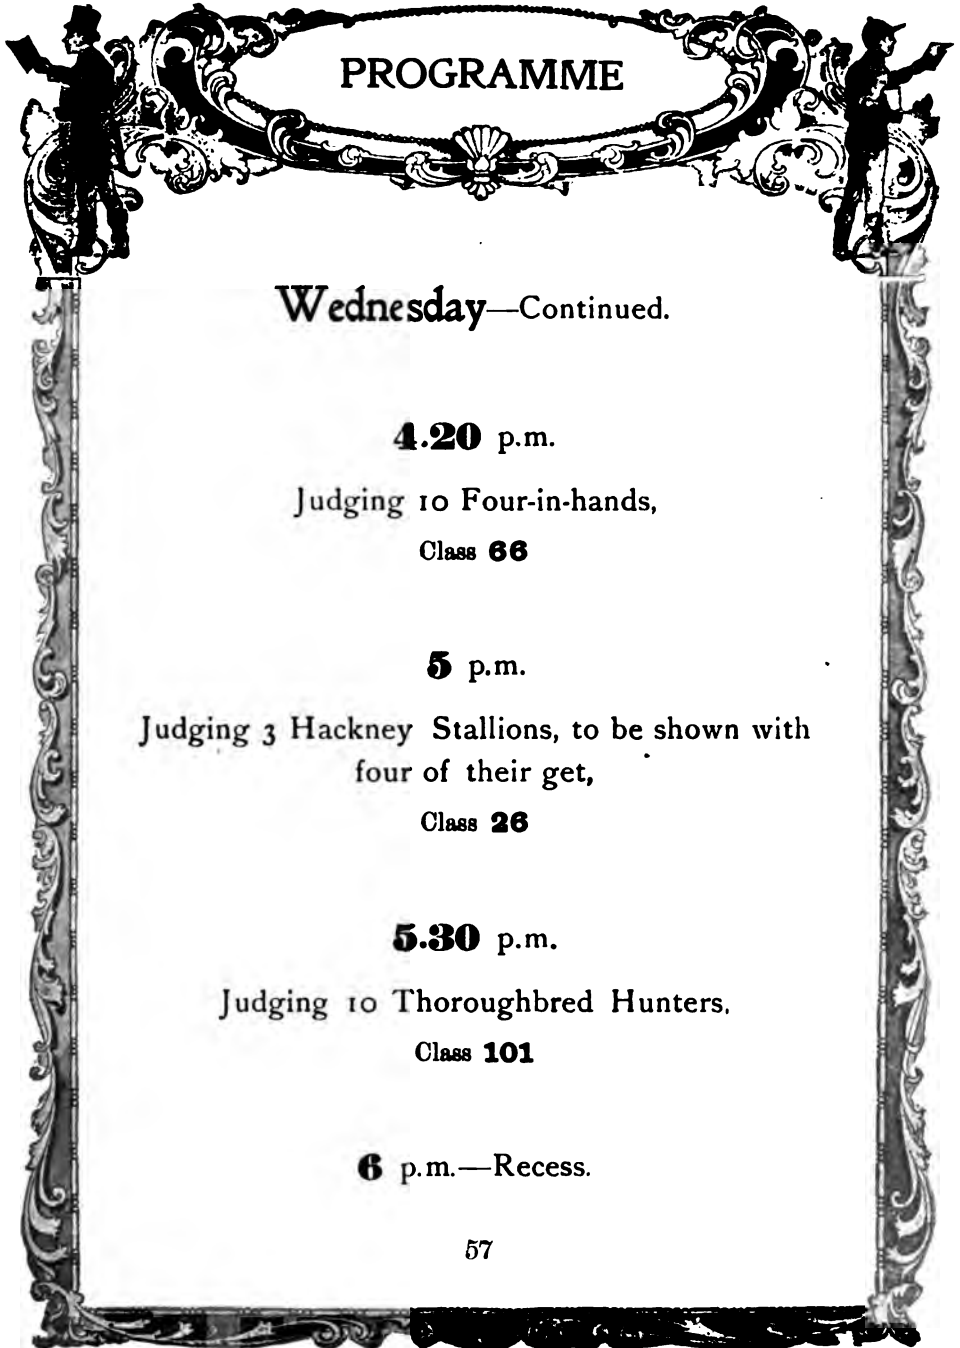 PROGRAMME
Wednesday—Continued.
4.20 p.m.
Judging 10 Four-in-hands,
Class 66
5 p.m.
Judging 3 Hackney Stallions, to be shown with
four of their get,
Class 26
5.30 p.m.
Judging 10 Thoroughbred Hunters,
Class 101
6 p.m.—Recess.
57